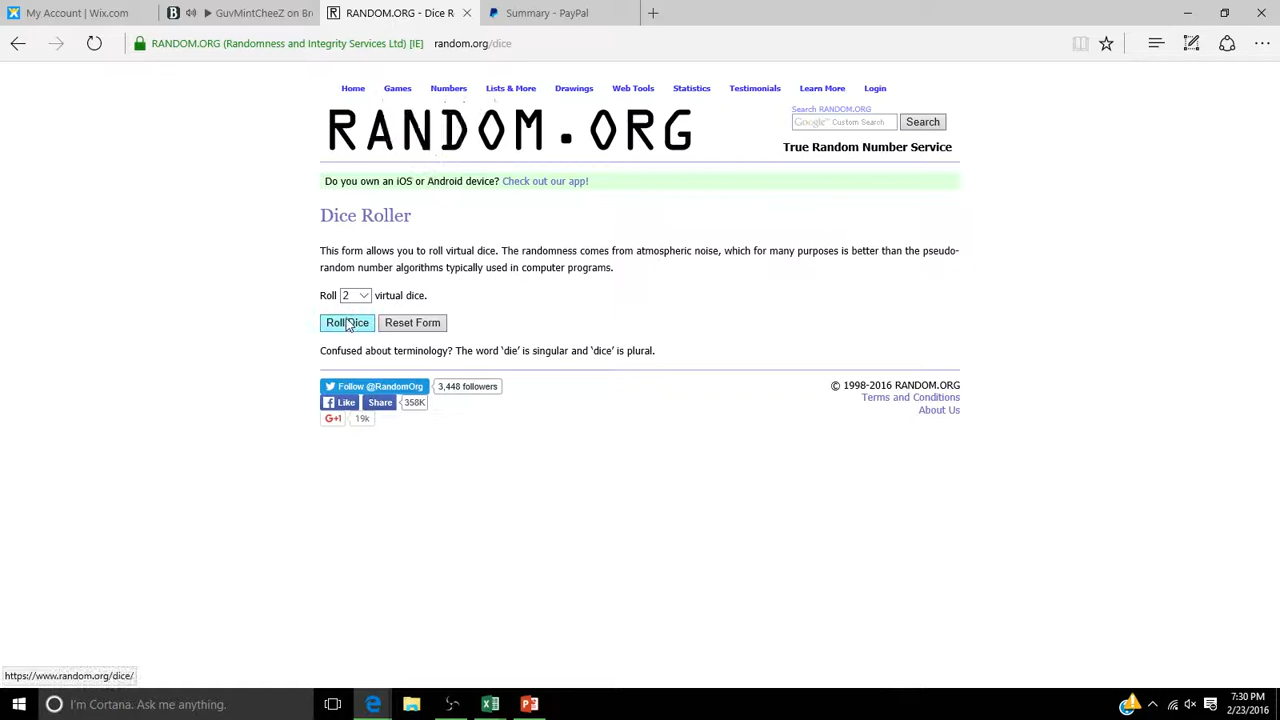 My Account | Wix.com
GuvMintCheeZ on Br
RANDOM.ORG - Dice R
Summary - PayPal
RANDOM.ORG (Randomness and Integrity Services Ltd) [IE] random.org/dice
Home Games Numbers Lists & More Drawings Web Tools Statistics Testimonials Learn More Login
RANDOM.ORG
Search RANDOM.ORG
Google™ Custom Search Search
True Random Number Service
Do you own an iOS or Android device? Check out our app!
Dice Roller
This form allows you to roll virtual dice. The randomness comes from atmospheric noise, which for many purposes is better than the pseudo-
random number algorithms typically used in computer programs.
Roll 2 virtual dice.
Roll Dice Reset Form
Confused about terminology? The word ‘die’ is singular and ‘dice’ is plural.
Follow @RandomOrg 3,448 followers
Like Share 358K
G+1 19k
© 1998-2016 RANDOM.ORG
Terms and Conditions
About Us
https://www.random.org/dice/
I'm Cortana. Ask me anything.
7:30 PM
2/23/2016